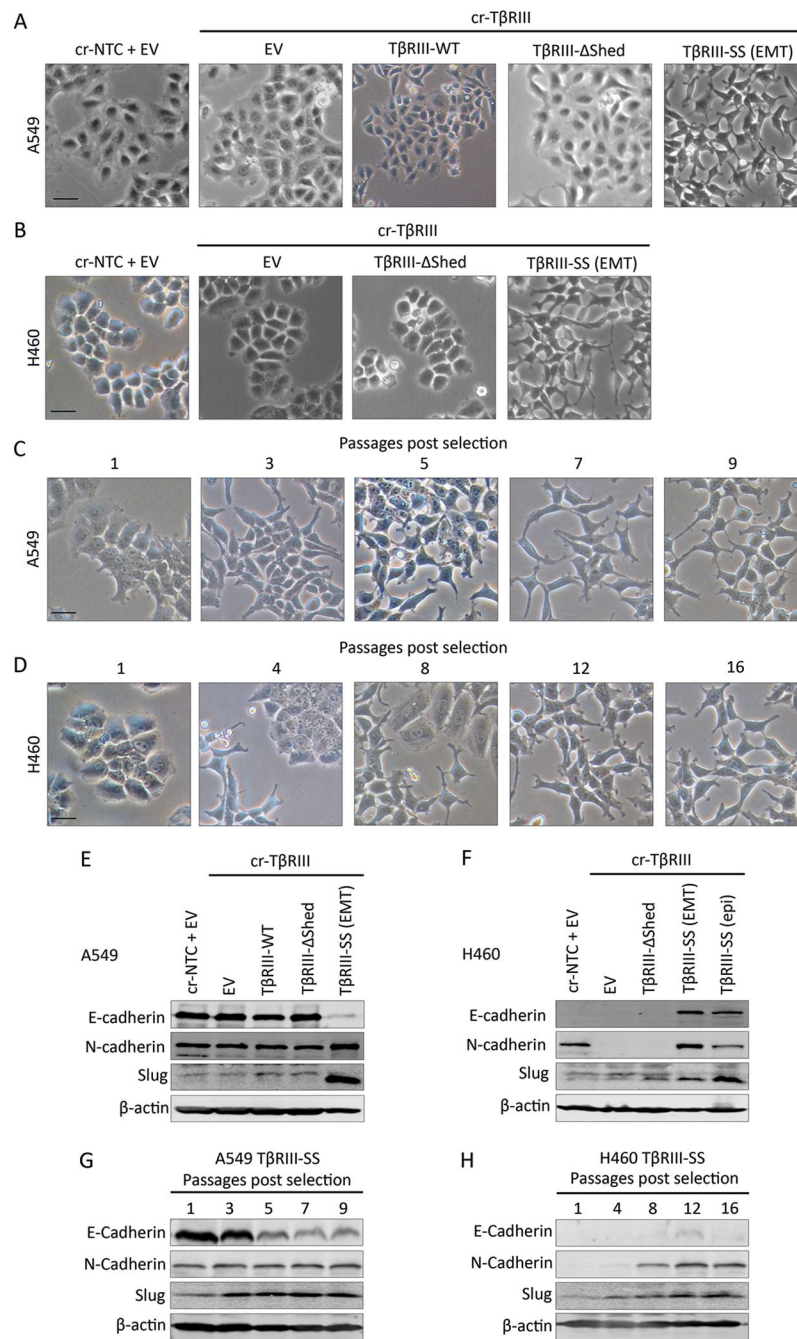 A
cr-TβRIII
cr-NTC + EV
EV
TβRIII-WT
TβRIII-ΔShed
TβRIII-SS (EMT)
A549
B
cr-TβRIII
cr-NTC + EV
EV
TβRIII-ΔShed
TβRIII-SS (EMT)
H460
C
Passages post selection
1 3 5 7 9
A549
D
Passages post selection
1 4 8 12 16
H460
E
cr-TβRIII
A549
cr-NTC + EV
EV
TβRIII-WT
TβRIII-ΔShed
TβRIII-SS (EMT)
E-cadherin
N-cadherin
Slug
β-actin
F
cr-TβRIII
H460
cr-NTC + EV
EV
TβRIII-ΔShed
TβRIII-SS (EMT)
TβRIII-SS (epi)
E-cadherin
N-cadherin
Slug
β-actin
G
A549 TβRIII-SS
Passages post selection
1 3 5 7 9
E-Cadherin
N-Cadherin
Slug
β-actin
H
H460 TβRIII-SS
Passages post selection
1 4 8 12 16
E-Cadherin
N-Cadherin
Slug
β-actin